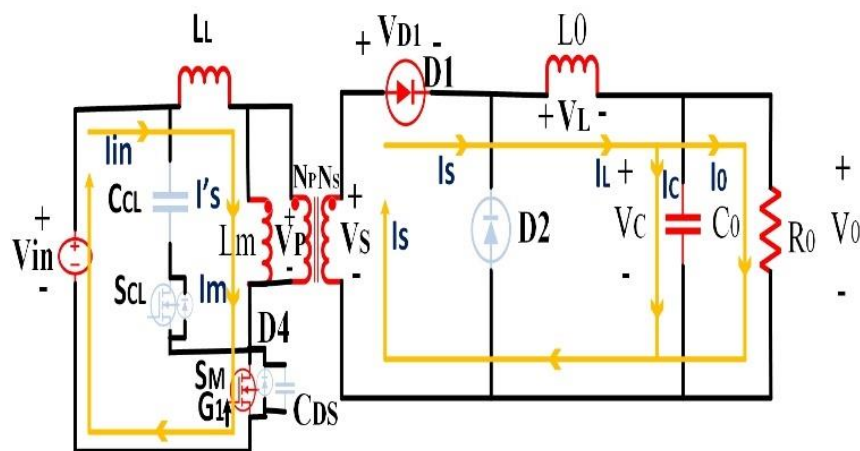 LL
+ VD1 -
D1
L0
+VL-
Iin
I's
CCL
NPNS
Is
IL
IC
I0
+
Vin
-
Lm
+
VP
-
+
VS
-
Is
D2
+
VC
-
C0
R0
+
V0
-
SCL
Im
D4
SM
G1
CDS